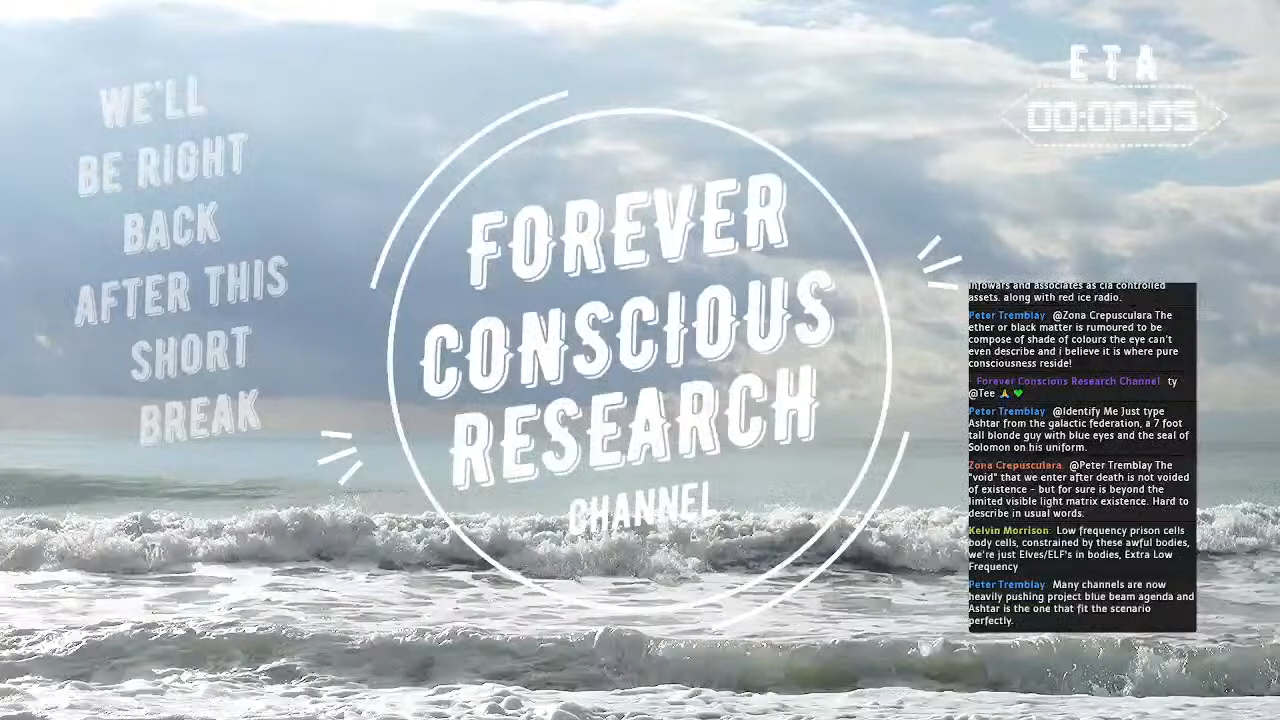 WE'LL
BE RIGHT
BACK
AFTER THIS
SHORT
BREAK
FOREVER
CONSCIOUS
RESEARCH
CHANNEL
ETA
00:00:05
infowars and associates as cia controlled
assets. along with red ice radio.
Peter Tremblay @Zona Crepusculara The
ether or black matter is rumoured to be
compose of shade of colours the eye can't
even describe and i believe it is where pure
consciousness reside!
- Forever Conscious Research Channel ty
@Tee 🙏 💚
Peter Tremblay @Identify Me Just type
Ashtar from the galactic federation, a 7 foot
tall blonde guy with blue eyes and the seal of
Solomon on his uniform.
Zona Crepusculara @Peter Tremblay The
"void" that we enter after death is not voided
of existence - but for sure is beyond the
limited visible light matrix existence. Hard to
describe in usual words.
Kelvin Morrison Low frequency prison cells
body cells, constrained by these awful bodies,
we're just Elves/ELF's in bodies, Extra Low
Frequency
Peter Tremblay Many channels are now
heavily pushing project blue beam agenda and
Ashtar is the one that fit the scenario
perfectly.